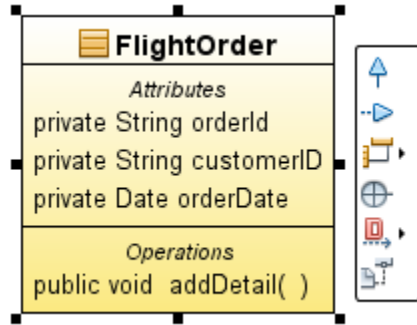 FlightOrder
Attributes
private String orderId
private String customerID
private Date orderDate
Operations
public void addDetail( )